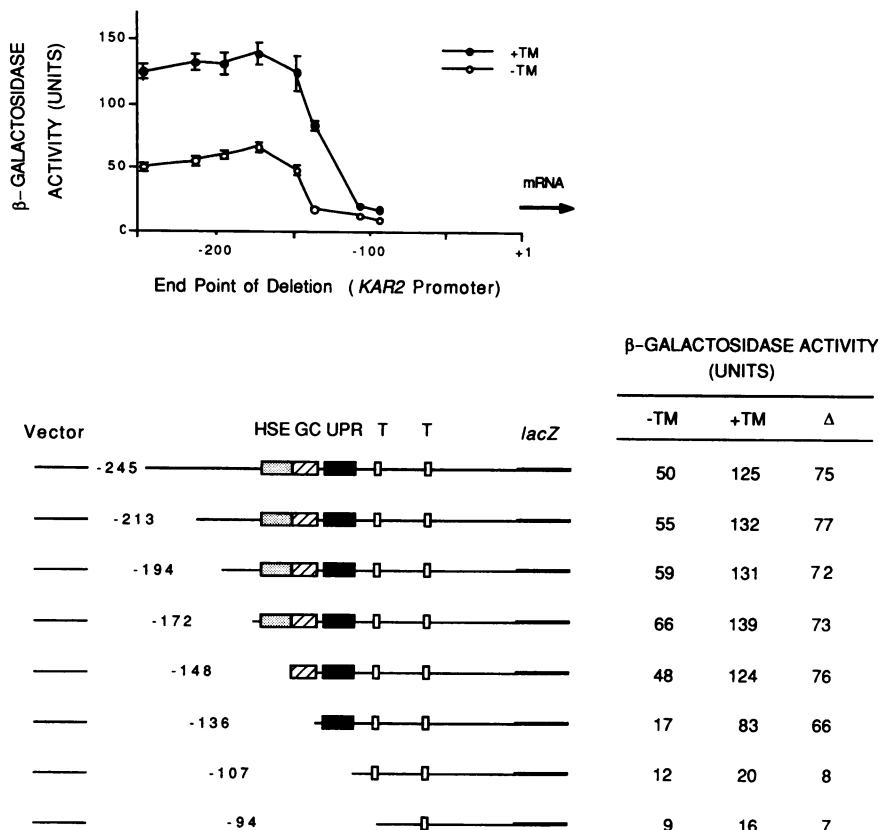 β-GALACTOSIDASE
ACTIVITY (UNITS)
150
100
50
0
+TM
-TM
mRNA
-200
-100
+1
End Point of Deletion (KAR2 Promoter)
β-GALACTOSIDASE ACTIVITY
(UNITS)
Vector HSE GC UPR T T lacZ -TM +TM Δ
-245 50 125 75
-213 55 132 77
-194 59 131 72
-172 66 139 73
-148 48 124 76
-136 17 83 66
-107 12 20 8
-94 9 16 7